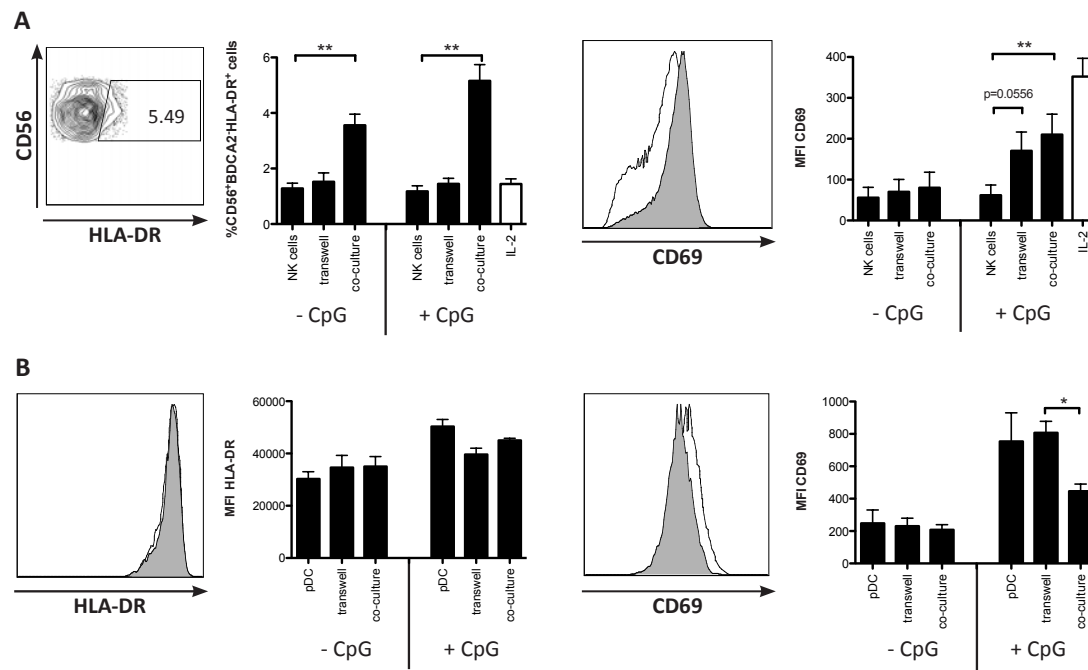 A
CD56
5.49
HLA-DR
%CD56⁺BDCA2⁻HLA-DR⁺ cells
6
4
2
0
**
**
NK cells
transwell
co-culture
NK cells
transwell
co-culture
IL-2
- CpG
+ CpG
CD69
MFI CD69
400
300
200
100
0
**
p=0.0556
NK cells
transwell
co-culture
NK cells
transwell
co-culture
IL-2
- CpG
+ CpG
B
HLA-DR
MFI HLA-DR
60000
40000
20000
0
pDC
transwell
co-culture
pDC
transwell
co-culture
- CpG
+ CpG
CD69
MFI CD69
1000
800
600
400
200
0
*
pDC
transwell
co-culture
pDC
transwell
co-culture
- CpG
+ CpG